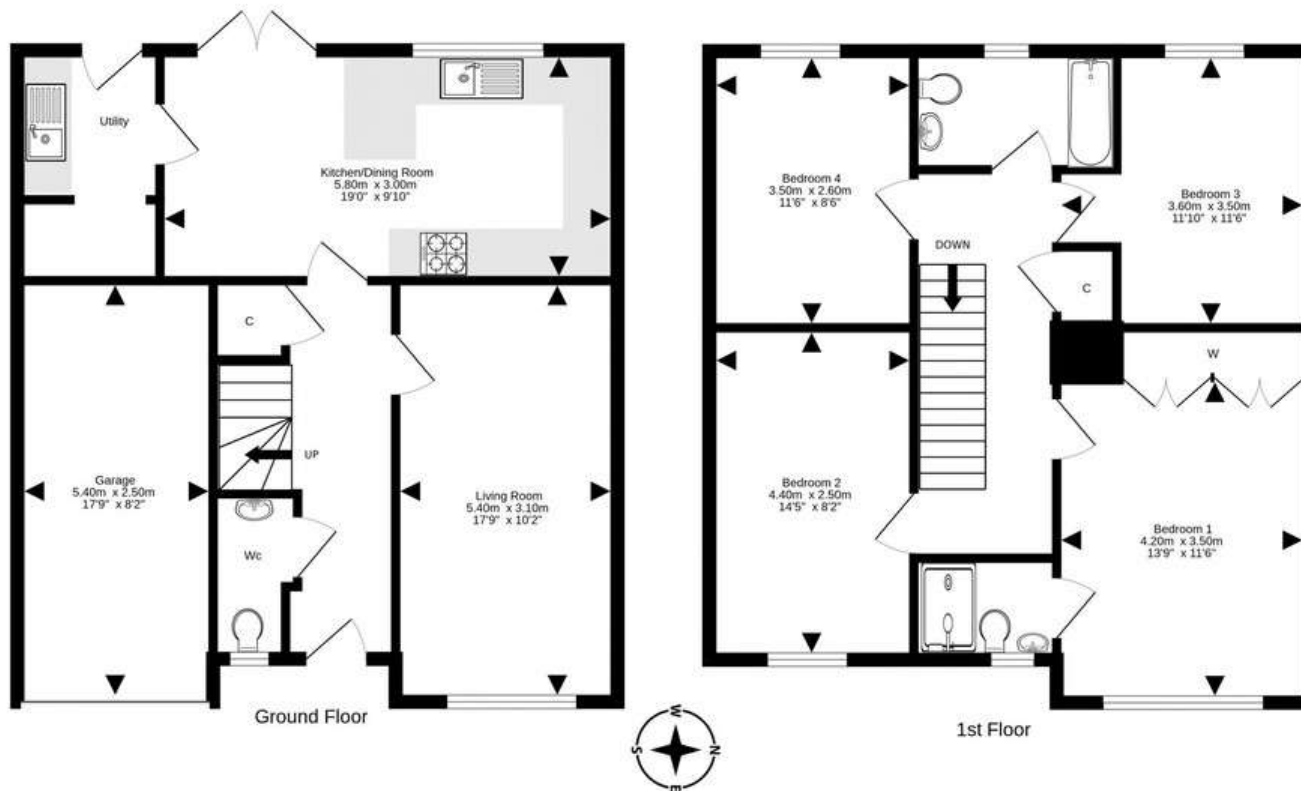 Utility
Kitchen/Dining Room
5.80m x 3.00m
19'0" x 9'10"
C
UP
Garage
5.40m x 2.50m
17'9" x 8'2"
Living Room
5.40m x 3.10m
17'9" x 10'2"
Wc
Ground Floor
Bedroom 4
3.50m x 2.60m
11'6" x 8'6"
Bedroom 3
3.60m x 3.50m
11'10" x 11'6"
DOWN
C
W
Bedroom 2
4.40m x 2.50m
14'5" x 8'2"
Bedroom 1
4.20m x 3.50m
13'9" x 11'6"
1st Floor
W
S
N
E